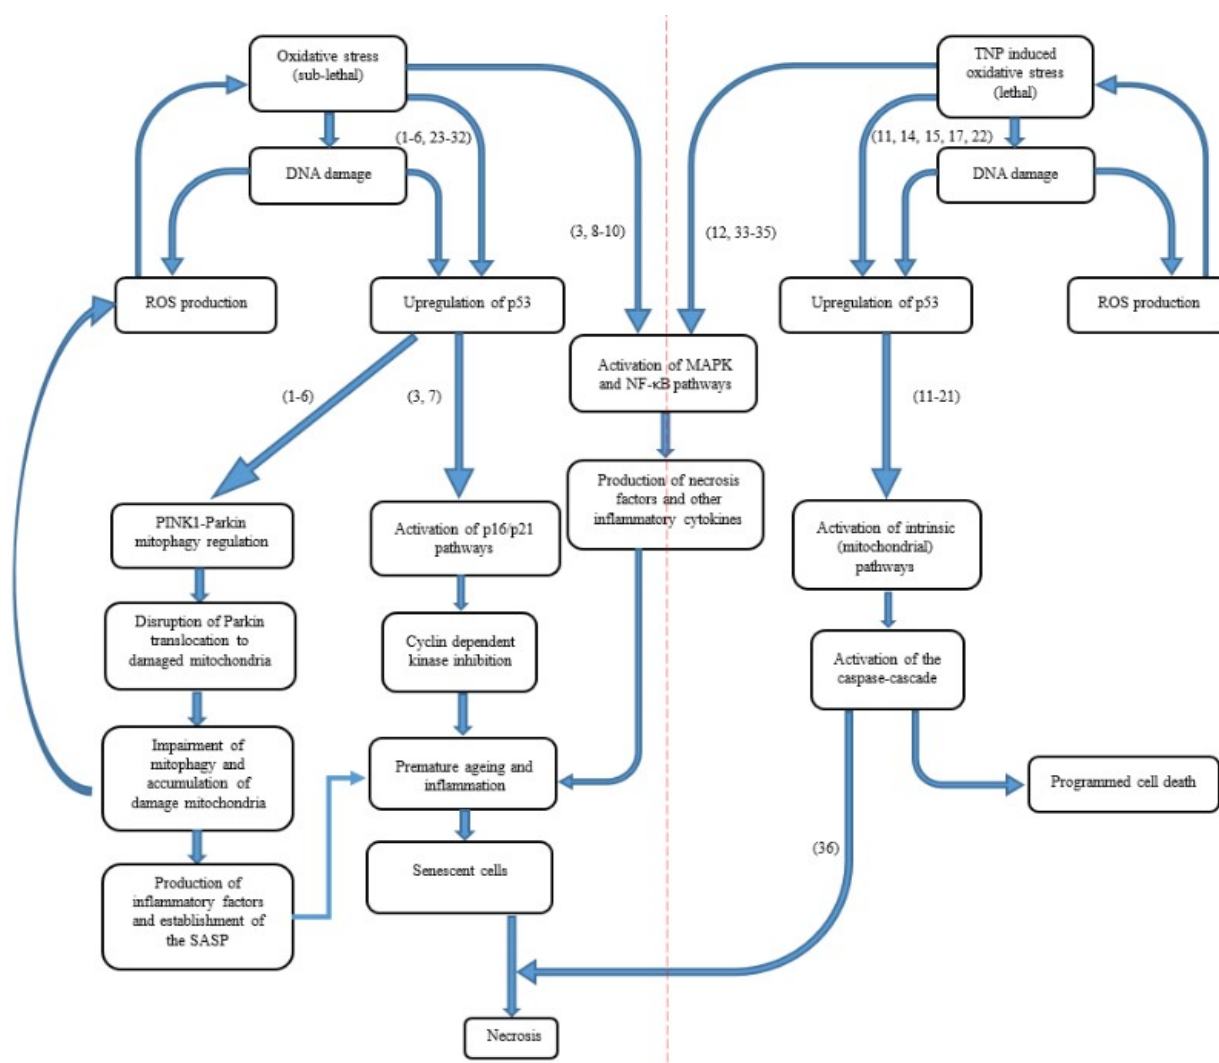 Oxidative stress
(sub-lethal)
TNP induced
oxidative stress
(lethal)
(1-6, 23-32)
(11, 14, 15, 17, 22)
DNA damage
DNA damage
(3, 8-10)
(12, 33-35)
ROS production
Upregulation of p53
Upregulation of p53
ROS production
Activation of MAPK
and NF-κB pathways
(1-6)
(3, 7)
(11-21)
Production of necrosis
factors and other
inflammatory cytokines
PINK1-Parkin
mitophagy regulation
Activation of p16/p21
pathways
Activation of intrinsic
(mitochondrial)
pathways
Disruption of Parkin
translocation to
damaged mitochondria
Cyclin dependent
kinase inhibition
Activation of the
caspase-cascade
Impairment of
mitophagy and
accumulation of
damage mitochondria
Premature ageing and
inflammation
Programmed cell death
(36)
Production of
inflammatory factors
and establishment of
the SASP
Senescent cells
Necrosis